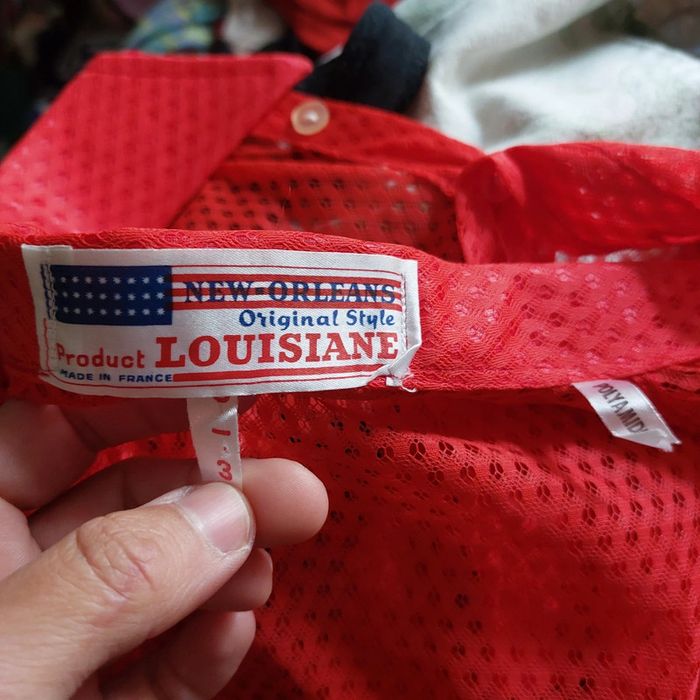 NEW-ORLEANS
Original Style
Product LOUISIANE
MADE IN FRANCE
POLYAMID